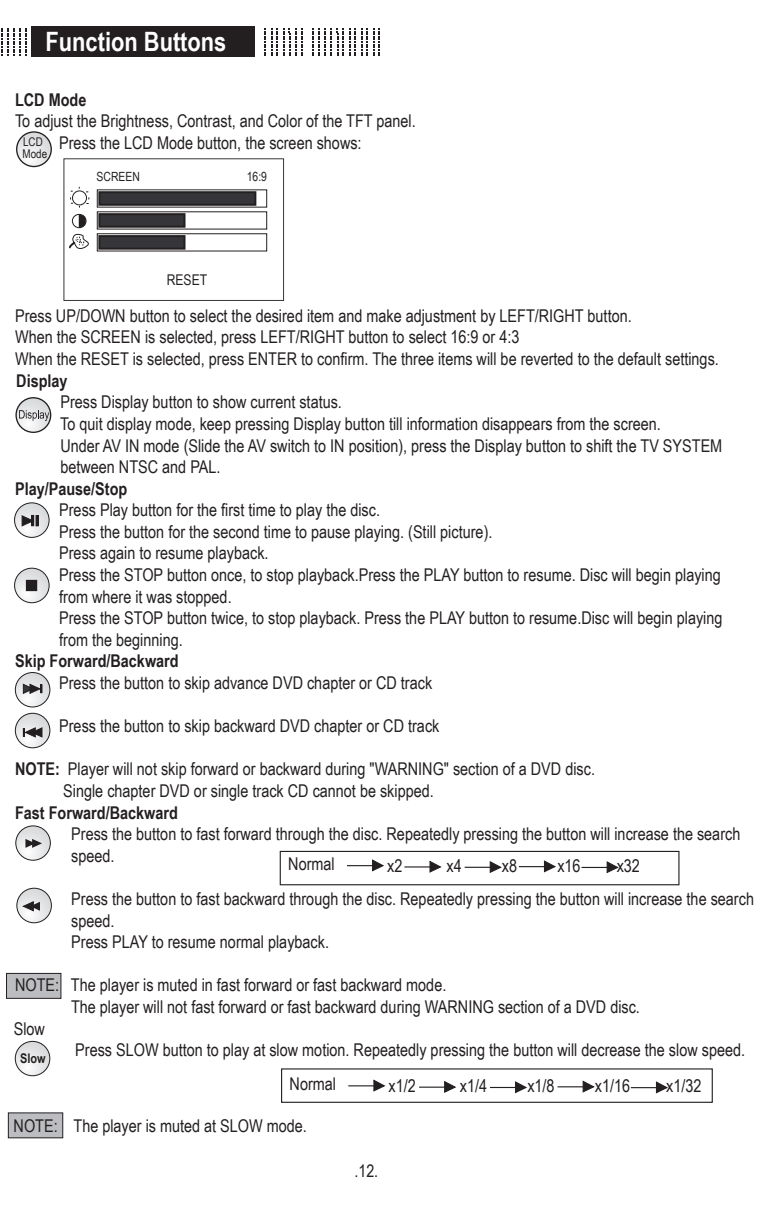 Function Buttons
LCD Mode
To adjust the Brightness, Contrast, and Color of the TFT panel.
LCD
Mode
Press the LCD Mode button, the screen shows:
SCREEN 16:9
RESET
Press UP/DOWN button to select the desired item and make adjustment by LEFT/RIGHT button.
When the SCREEN is selected, press LEFT/RIGHT button to select 16:9 or 4:3
When the RESET is selected, press ENTER to confirm. The three items will be reverted to the default settings.
Display
Display
Press Display button to show current status.
To quit display mode, keep pressing Display button till information disappears from the screen.
Under AV IN mode (Slide the AV switch to IN position), press the Display button to shift the TV SYSTEM
between NTSC and PAL.
Play/Pause/Stop
Press Play button for the first time to play the disc.
Press the button for the second time to pause playing. (Still picture).
Press again to resume playback.
Press the STOP button once, to stop playback.Press the PLAY button to resume. Disc will begin playing
from where it was stopped.
Press the STOP button twice, to stop playback. Press the PLAY button to resume.Disc will begin playing
from the beginning.
Skip Forward/Backward
Press the button to skip advance DVD chapter or CD track
Press the button to skip backward DVD chapter or CD track
NOTE: Player will not skip forward or backward during "WARNING" section of a DVD disc.
Single chapter DVD or single track CD cannot be skipped.
Fast Forward/Backward
Press the button to fast forward through the disc. Repeatedly pressing the button will increase the search
speed.
Normal x2 x4 x8 x16 x32
Press the button to fast backward through the disc. Repeatedly pressing the button will increase the search
speed.
Press PLAY to resume normal playback.
NOTE: The player is muted in fast forward or fast backward mode.
The player will not fast forward or fast backward during WARNING section of a DVD disc.
Slow
Slow
Press SLOW button to play at slow motion. Repeatedly pressing the button will decrease the slow speed.
Normal x1/2 x1/4 x1/8 x1/16 x1/32
NOTE: The player is muted at SLOW mode.
.12.